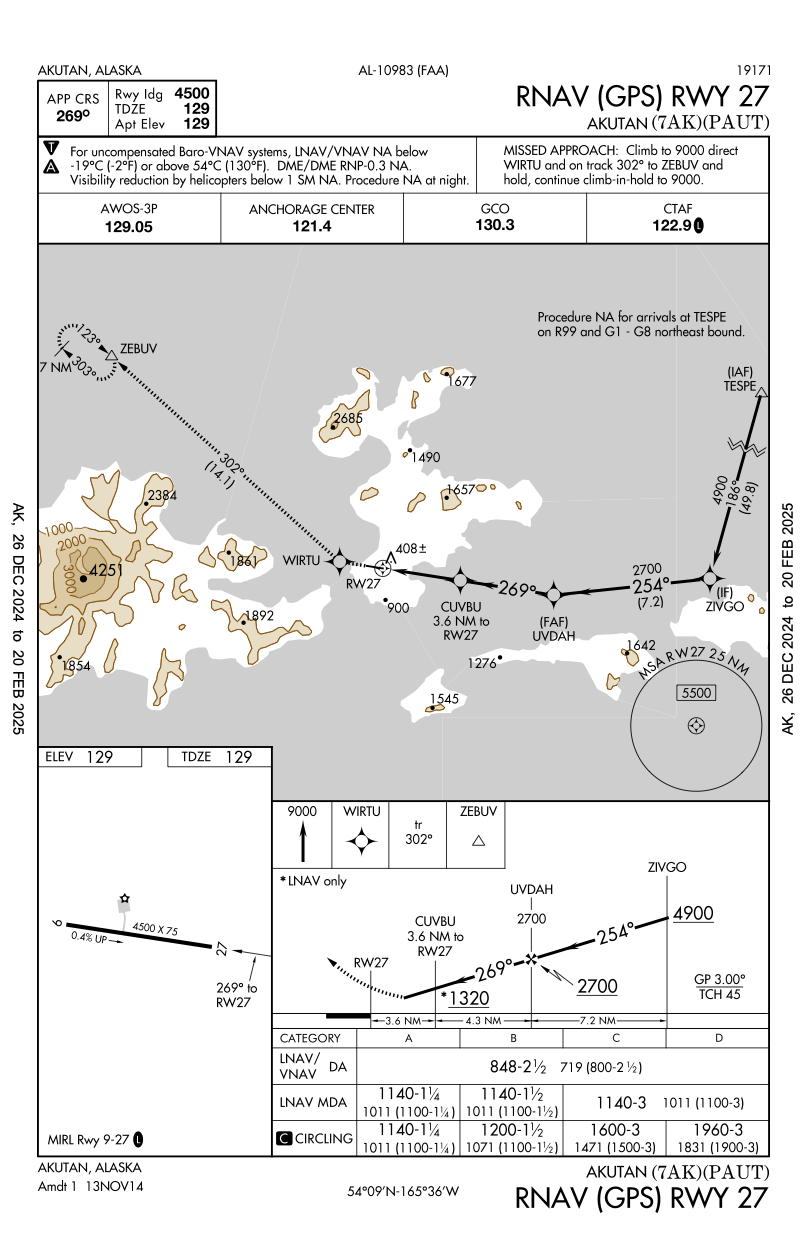 AKUTAN, ALASKA
AL-10983 (FAA)
19171
RNAV (GPS) RWY 27
AKUTAN (7AK)(PAUT)
APP CRS
269°
Rwy Idg 4500
TDZE 129
Apt Elev 129
T
A
For uncompensated Baro-VNAV systems, LNAV/VNAV NA below
-19°C (-2°F) or above 54°C (130°F). DME/DME RNP-0.3 NA.
Visibility reduction by helicopters below 1 SM NA. Procedure NA at night.
MISSED APPROACH: Climb to 9000 direct
WIRTU and on track 302° to ZEBUV and
hold, continue climb-in-hold to 9000.
AWOS-3P
129.05
ANCHORAGE CENTER
121.4
GCO
130.3
CTAF
122.9 L
Procedure NA for arrivals at TESPE
on R99 and G1 - G8 northeast bound.
123°
ZEBUV
7 NM
303°
(IAF)
TESPE
1677
2685
1490
302°
(14.1)
4900
186°
(49.8)
2384
1657
1000
2000
3000
4251
1861
WIRTU
408±
RW27
900
269°
2700
254°
(7.2)
(IF)
ZIVGO
CUVBU
3.6 NM to
RW27
(FAF)
UVDAH
1892
1854
1276
1642
1545
MSA RW27 25 NM
5500
AK, 26 DEC 2024 to 20 FEB 2025
AK, 26 DEC 2024 to 20 FEB 2025
ELEV 129
TDZE 129
9
4500 X 75
0.4% UP
27
269° to
RW27
MIRL Rwy 9-27 L
9000
WIRTU
tr
302°
ZEBUV
*LNAV only
ZIVGO
UVDAH
2700
4900
254°
CUVBU
3.6 NM to
RW27
RW27
269°
2700
*1320
GP 3.00°
TCH 45
3.6 NM
4.3 NM
7.2 NM
CATEGORY A B C D
LNAV/
VNAV DA 848-2½ 719 (800-2½)
LNAV MDA
1140-1¼
1011 (1100-1¼)
1140-1½
1011 (1100-1½)
1140-3 1011 (1100-3)
C CIRCLING
1140-1¼
1011 (1100-1¼)
1200-1½
1071 (1100-1½)
1600-3
1471 (1500-3)
1960-3
1831 (1900-3)
AKUTAN, ALASKA
Amdt 1 13NOV14
54°09'N-165°36'W
AKUTAN (7AK)(PAUT)
RNAV (GPS) RWY 27